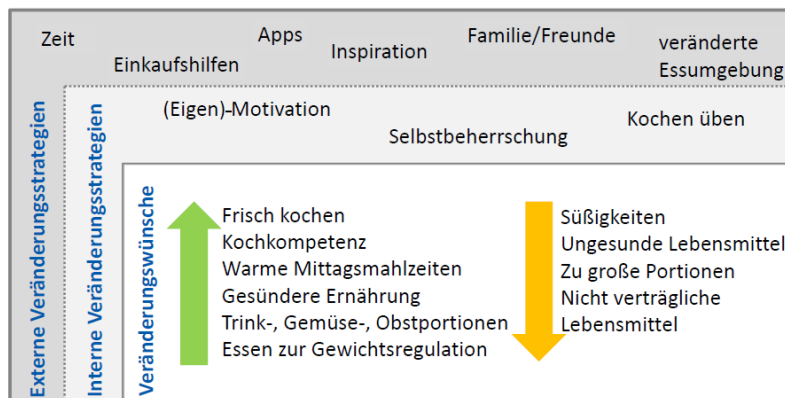 Zeit
Apps
Familie/Freunde
Einkaufshilfen
Inspiration
veränderte
Essumgebung
(Eigen)-Motivation
Selbstbeherrschung
Kochen üben
Externe Veränderungsstrategien
Interne Veränderungsstrategien
Veränderungswünsche
Frisch kochen
Kochkompetenz
Warme Mittagsmahlzeiten
Gesündere Ernährung
Trink-, Gemüse-, Obstportionen
Essen zur Gewichtsregulation
Süßigkeiten
Ungesunde Lebensmittel
Zu große Portionen
Nicht verträgliche
Lebensmittel